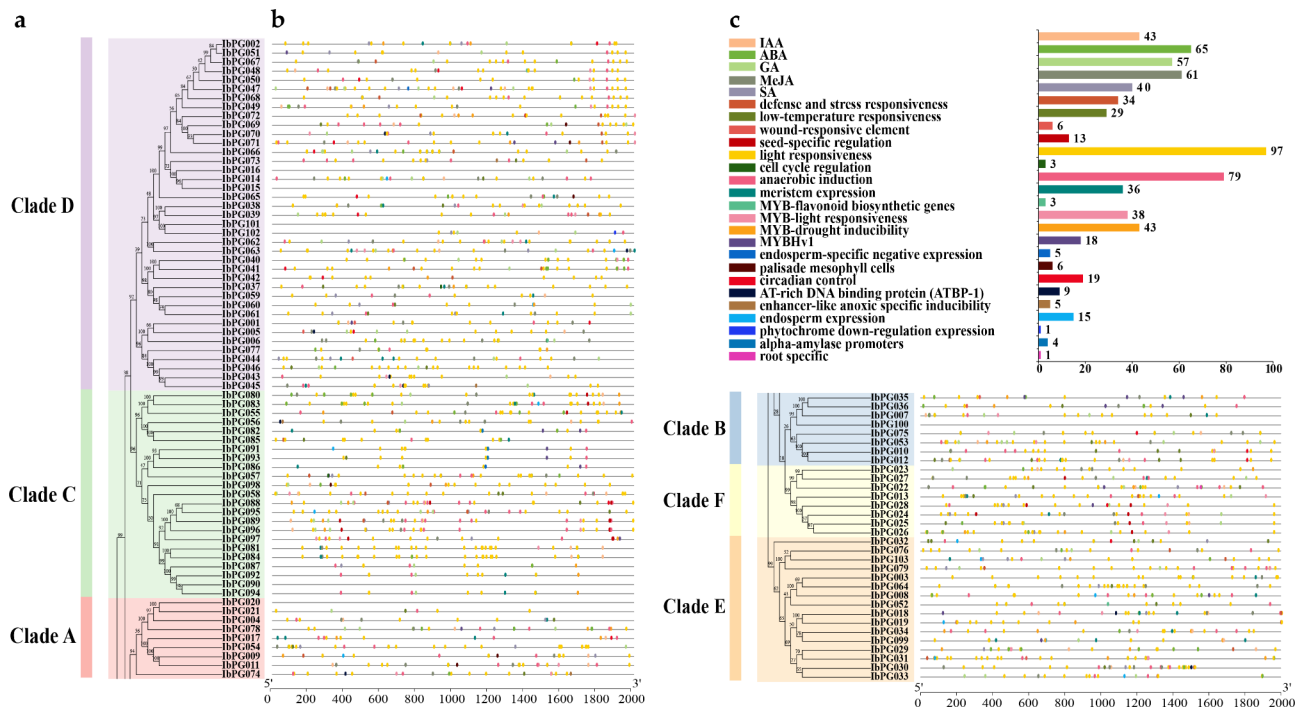 a
b
c
Clade D
Clade C
Clade A
IbPG002
IbPG051
IbPG067
IbPG048
IbPG050
IbPG047
IbPG068
IbPG049
IbPG072
IbPG069
IbPG070
IbPG071
IbPG066
IbPG073
IbPG016
IbPG014
IbPG015
IbPG065
IbPG038
IbPG039
IbPG101
IbPG102
IbPG062
IbPG063
IbPG040
IbPG041
IbPG042
IbPG037
IbPG059
IbPG060
IbPG061
IbPG001
IbPG005
IbPG006
IbPG077
IbPG044
IbPG046
IbPG043
IbPG045
IbPG080
IbPG083
IbPG055
IbPG056
IbPG082
IbPG085
IbPG091
IbPG093
IbPG086
IbPG057
IbPG098
IbPG058
IbPG088
IbPG095
IbPG089
IbPG096
IbPG097
IbPG081
IbPG084
IbPG087
IbPG092
IbPG090
IbPG094
IbPG020
IbPG021
IbPG004
IbPG078
IbPG017
IbPG054
IbPG009
IbPG011
IbPG074
5' 3'
0 200 400 600 800 1000 1200 1400 1600 1800 2000
IAA 43
ABA 65
GA 57
MeJA 61
SA 40
defense and stress responsiveness 34
low-temperature responsiveness 29
wound-responsive element 6
seed-specific regulation 13
light responsiveness 97
cell cycle regulation 3
anaerobic induction 79
meristem expression 36
MYB-flavonoid biosynthetic genes 3
MYB-light responsiveness 38
MYB-drought inducibility 43
MYBHv1 18
endosperm-specific negative expression 5
palisade mesophyll cells 6
circadian control 19
AT-rich DNA binding protein (ATBP-1) 9
enhancer-like anoxic specific inducibility 5
endosperm expression 15
phytochrome down-regulation expression 1
alpha-amylase promoters 4
root specific 1
0 20 40 60 80 100
Clade B
Clade F
Clade E
IbPG035
IbPG036
IbPG007
IbPG100
IbPG075
IbPG053
IbPG010
IbPG012
IbPG023
IbPG027
IbPG022
IbPG013
IbPG028
IbPG024
IbPG025
IbPG026
IbPG032
IbPG076
IbPG103
IbPG079
IbPG003
IbPG064
IbPG008
IbPG052
IbPG018
IbPG019
IbPG034
IbPG099
IbPG029
IbPG031
IbPG030
IbPG033
5' 3'
0 200 400 600 800 1000 1200 1400 1600 1800 2000